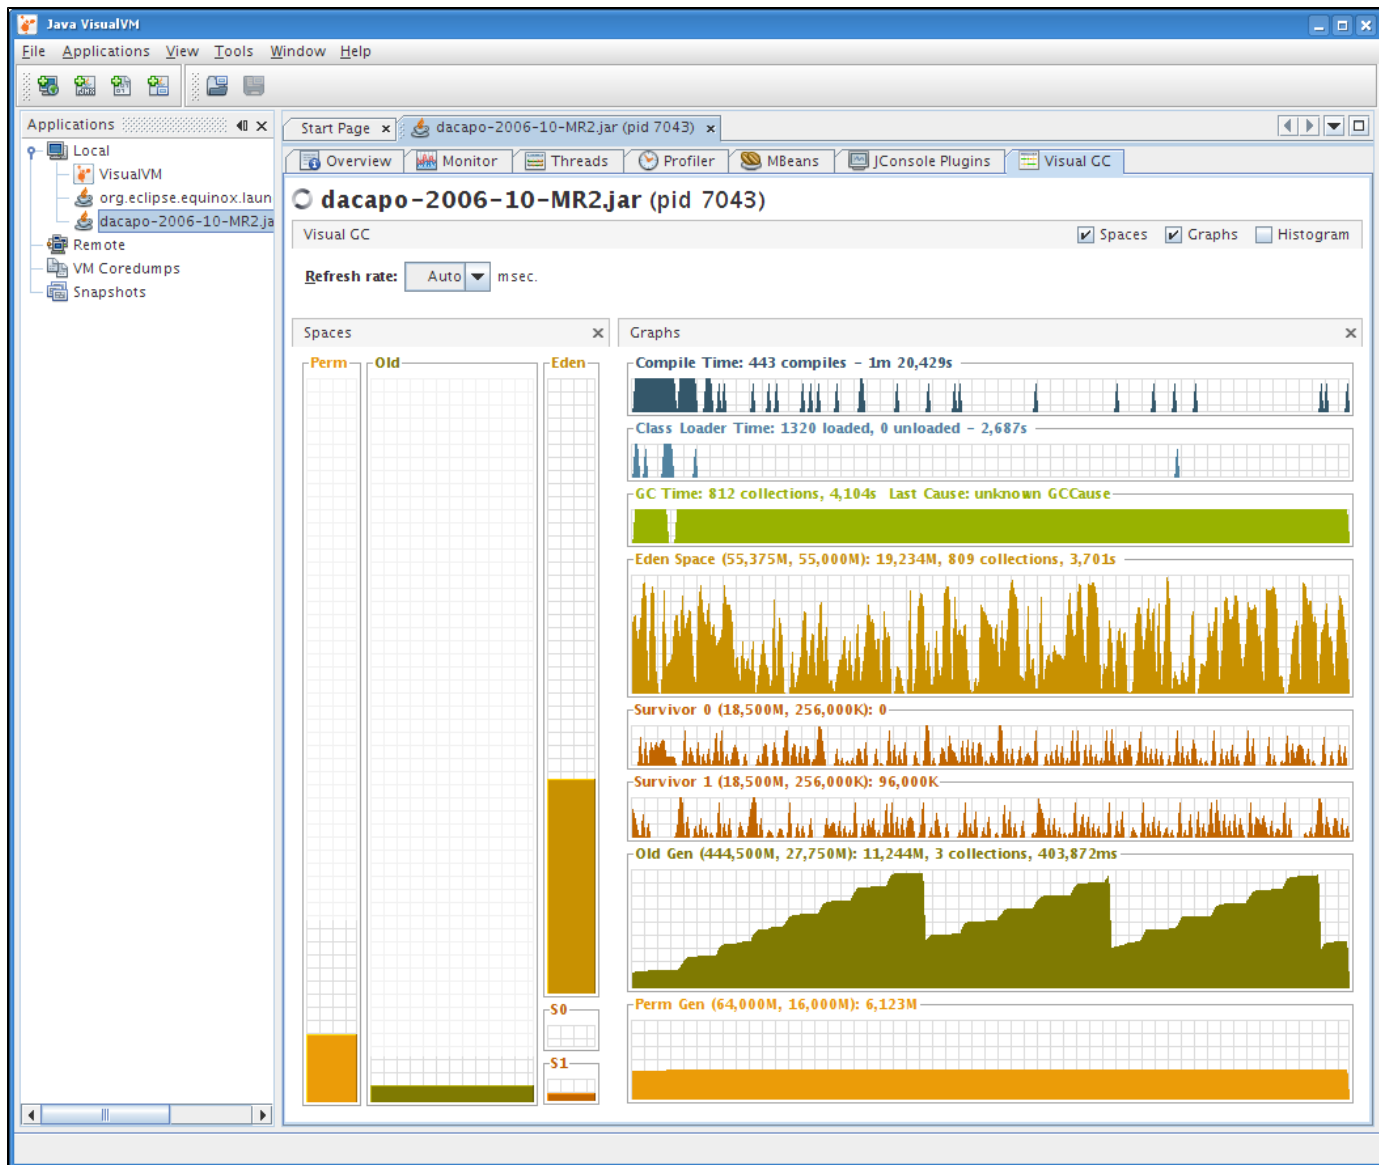 Java VisualVM
File Applications View Tools Window Help
Applications
Local
VisualVM
org.eclipse.equinox.laun
dacapo-2006-10-MR2.ja
Remote
VM Coredumps
Snapshots
Start Page
dacapo-2006-10-MR2.jar (pid 7043)
Overview Monitor Threads Profiler MBeans JConsole Plugins Visual GC
dacapo-2006-10-MR2.jar (pid 7043)
Visual GC Spaces Graphs Histogram
Refresh rate: Auto msec.
Spaces
Perm Old Eden
S0
S1
Graphs
Compile Time: 443 compiles - 1m 20,429s
Class Loader Time: 1320 loaded, 0 unloaded - 2,687s
GC Time: 812 collections, 4,104s Last Cause: unknown GCCause
Eden Space (55,375M, 55,000M): 19,234M, 809 collections, 3,701s
Survivor 0 (18,500M, 256,000K): 0
Survivor 1 (18,500M, 256,000K): 96,000K
Old Gen (444,500M, 27,750M): 11,244M, 3 collections, 403,872ms
Perm Gen (64,000M, 16,000M): 6,123M